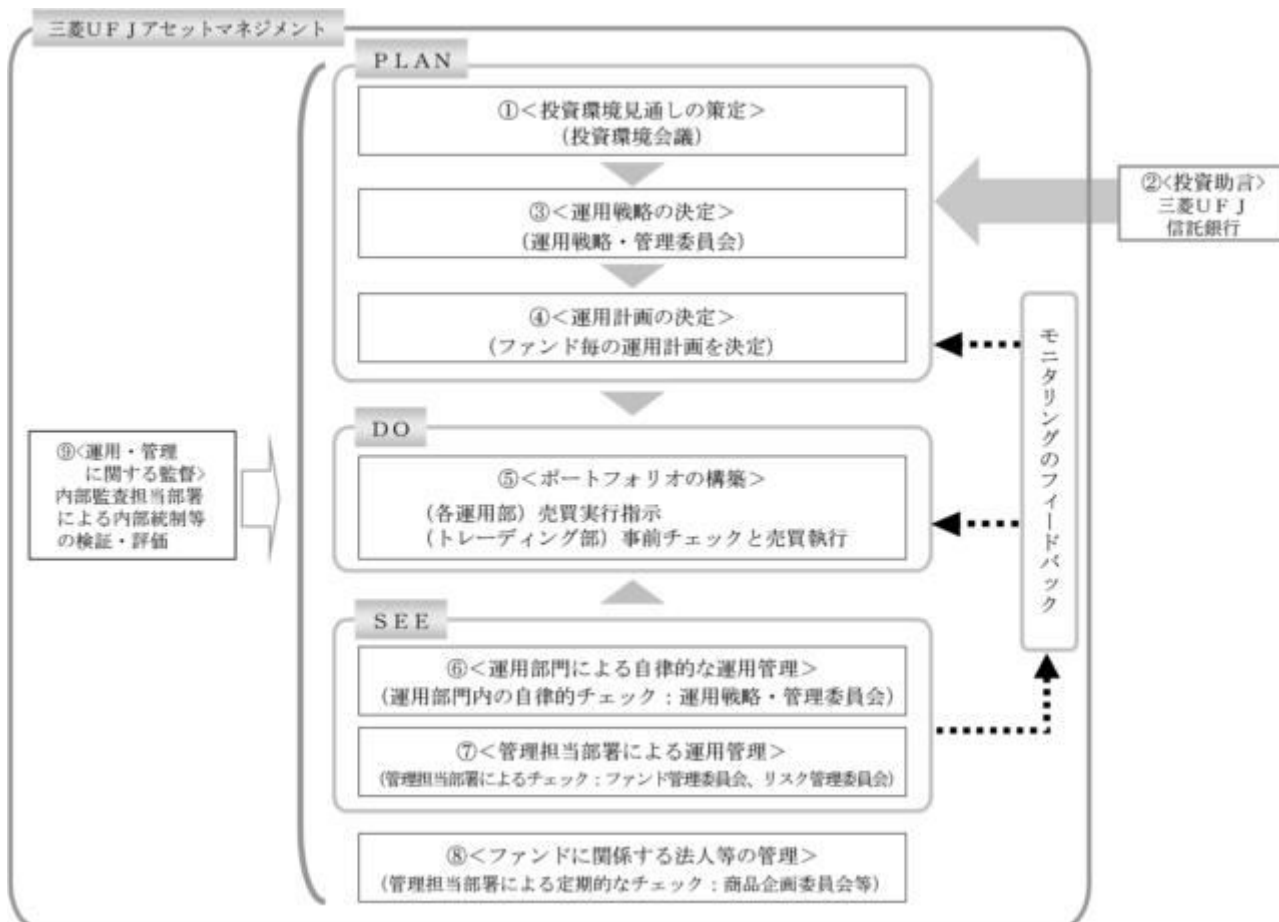 三菱ＵＦＪアセットマネジメント
ＰＬＡＮ
①＜投資環境見通しの策定＞
（投資環境会議）
②＜投資助言＞
三菱ＵＦＪ
信託銀行
③＜運用戦略の決定＞
（運用戦略・管理委員会）
④＜運用計画の決定＞
（ファンド毎の運用計画を決定）
モニタリングのフィードバック
ＤＯ
⑤＜ポートフォリオの構築＞
（各運用部）売買実行指示
（トレーディング部）事前チェックと売買執行
⑨＜運用・管理
に関する監督＞
内部監査担当部署
による内部統制等
の検証・評価
ＳＥＥ
⑥＜運用部門による自律的な運用管理＞
（運用部門内の自律的チェック：運用戦略・管理委員会）
⑦＜管理担当部署による運用管理＞
（管理担当部署によるチェック：ファンド管理委員会、リスク管理委員会）
⑧＜ファンドに関係する法人等の管理＞
（管理担当部署による定期的なチェック：商品企画委員会等）